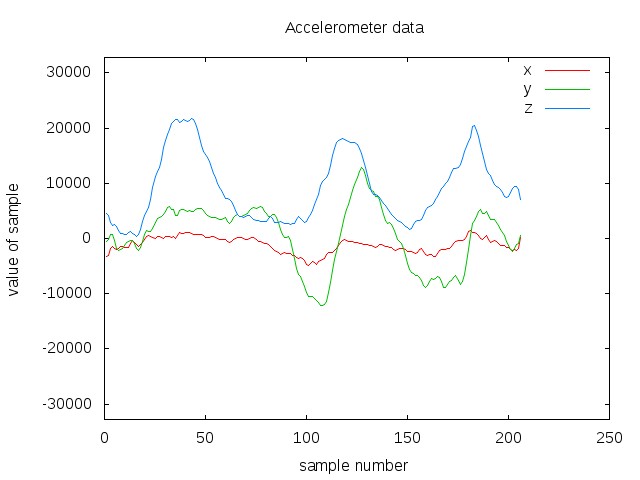 Accelerometer data
30000
20000
10000
0
-10000
-20000
-30000
value of sample
x
y
z
0 50 100 150 200 250
sample number